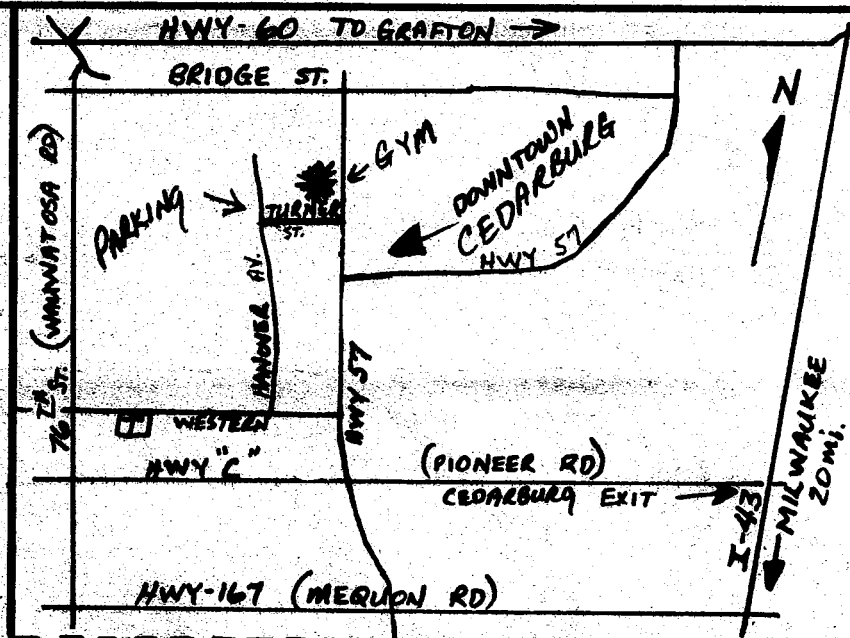 HWY-60 TO GRAFTON
BRIDGE ST.
N
GYM
DOWNTOWN
CEDARBURG
PARKING
TURNER
ST.
HWY 57
(WAUWATOSA RD)
HANOVER AV.
76TH ST.
WESTERN
HWY 57
HWY "C"
(PIONEER RD)
CEDARBURG EXIT
I-43
MILWAUKEE
20 mi.
HWY-167 (MEQUON RD)